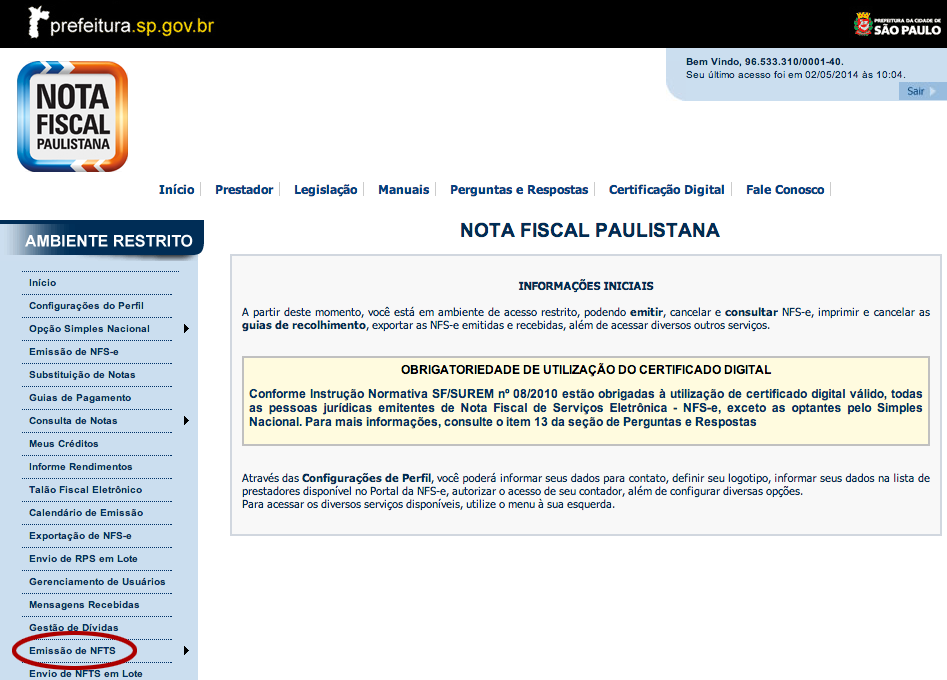 prefeitura.sp.gov.br
PREFEITURA DA CIDADE DE
SÃO PAULO
Bem Vindo, 96.533.310/0001-40.
Seu último acesso foi em 02/05/2014 às 10:04.
Sair
NOTA
FISCAL
PAULISTANA
Início
Prestador
Legislação
Manuais
Perguntas e Respostas
Certificação Digital
Fale Conosco
AMBIENTE RESTRITO
Início
Configurações do Perfil
Opção Simples Nacional
Emissão de NFS-e
Substituição de Notas
Guias de Pagamento
Consulta de Notas
Meus Créditos
Informe Rendimentos
Talão Fiscal Eletrônico
Calendário de Emissão
Exportação de NFS-e
Envio de RPS em Lote
Gerenciamento de Usuários
Mensagens Recebidas
Gestão de Dívidas
Emissão de NFTS
Envio de NFTS em Lote
NOTA FISCAL PAULISTANA
INFORMAÇÕES INICIAIS
A partir deste momento, você está em ambiente de acesso restrito, podendo emitir, cancelar e consultar NFS-e, imprimir e cancelar as
guias de recolhimento, exportar as NFS-e emitidas e recebidas, além de acessar diversos outros serviços.
OBRIGATORIEDADE DE UTILIZAÇÃO DO CERTIFICADO DIGITAL
Conforme Instrução Normativa SF/SUREM nº 08/2010 estão obrigadas à utilização de certificado digital válido, todas
as pessoas jurídicas emitentes de Nota Fiscal de Serviços Eletrônica - NFS-e, exceto as optantes pelo Simples
Nacional. Para mais informações, consulte o item 13 da seção de Perguntas e Respostas
Através das Configurações de Perfil, você poderá informar seus dados para contato, definir seu logotipo, informar seus dados na lista de
prestadores disponível no Portal da NFS-e, autorizar o acesso de seu contador, além de configurar diversas opções.
Para acessar os diversos serviços disponíveis, utilize o menu à sua esquerda.